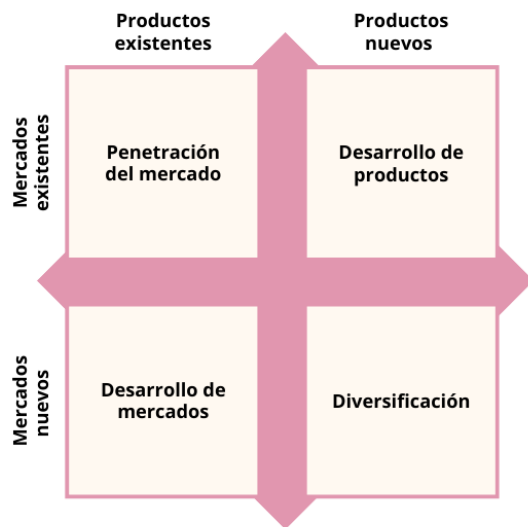 Productos
existentes
Productos
nuevos
Mercados
existentes
Penetración
del mercado
Desarrollo de
productos
Mercados
nuevos
Desarrollo de
mercados
Diversificación